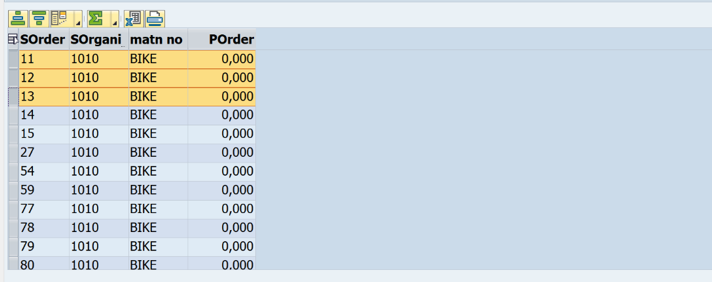 SOrder SOrgani. matn no POrder
11 1010 BIKE 0,000
12 1010 BIKE 0,000
13 1010 BIKE 0,000
14 1010 BIKE 0,000
15 1010 BIKE 0,000
27 1010 BIKE 0,000
54 1010 BIKE 0,000
59 1010 BIKE 0,000
77 1010 BIKE 0,000
78 1010 BIKE 0,000
79 1010 BIKE 0,000
80 1010 BIKE 0,000